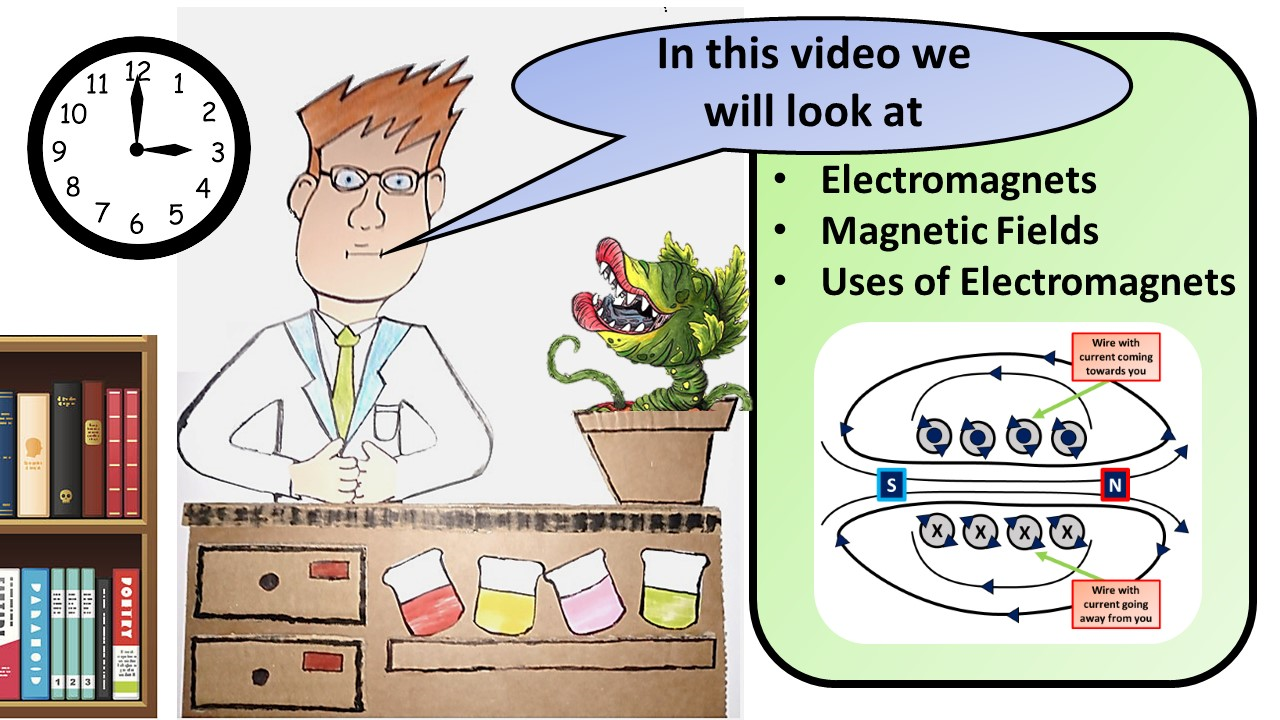 In this video we
will look at
• Electromagnets
• Magnetic Fields
• Uses of Electromagnets
12
11
1
10
2
9
3
8
4
7
5
6
Wire with
current coming
towards you
S
N
X
X
X
X
Wire with
current going
away from you
PARANOID
1
2
3
POETRY